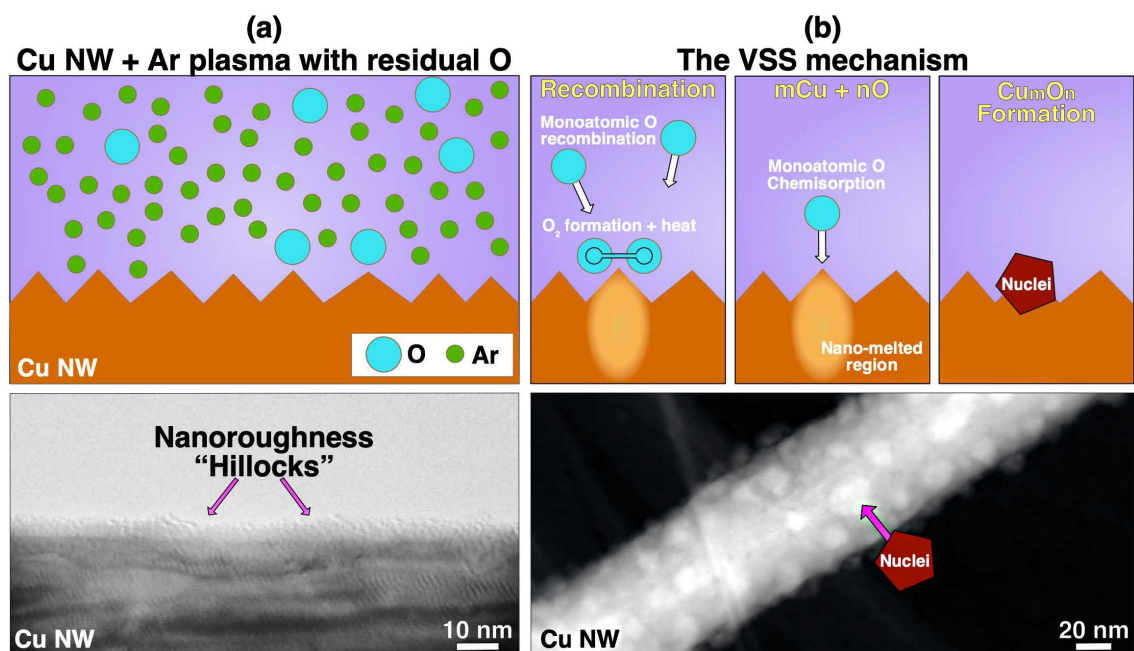 (a)
Cu NW + Ar plasma with residual O
O
Ar
Cu NW
Nanoroughness
“Hillocks”
Cu NW
10 nm
(b)
The VSS mechanism
Recombination
Monoatomic O
recombination
O₂ formation + heat
mCu + nO
Monoatomic O
Chemisorption
Nano-melted
region
CumOn
Formation
Nuclei
Nuclei
Cu NW
20 nm